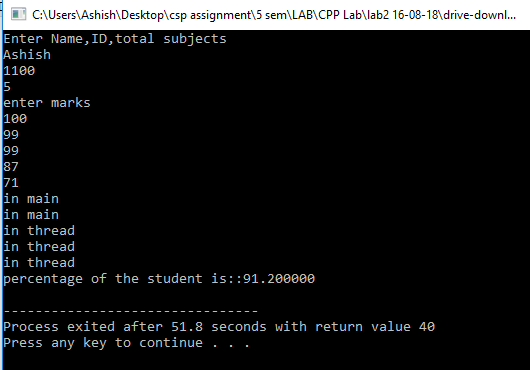 C:\Users\Ashish\Desktop\csp assignment\5 sem\LAB\CPP Lab\lab2 16-08-18\drive-downl...
Enter Name,ID,total subjects
Ashish
1100
5
enter marks
100
99
99
87
71
in main
in main
in thread
in thread
in thread
percentage of the student is::91.200000
--------------------------------
Process exited after 51.8 seconds with return value 40
Press any key to continue . . .